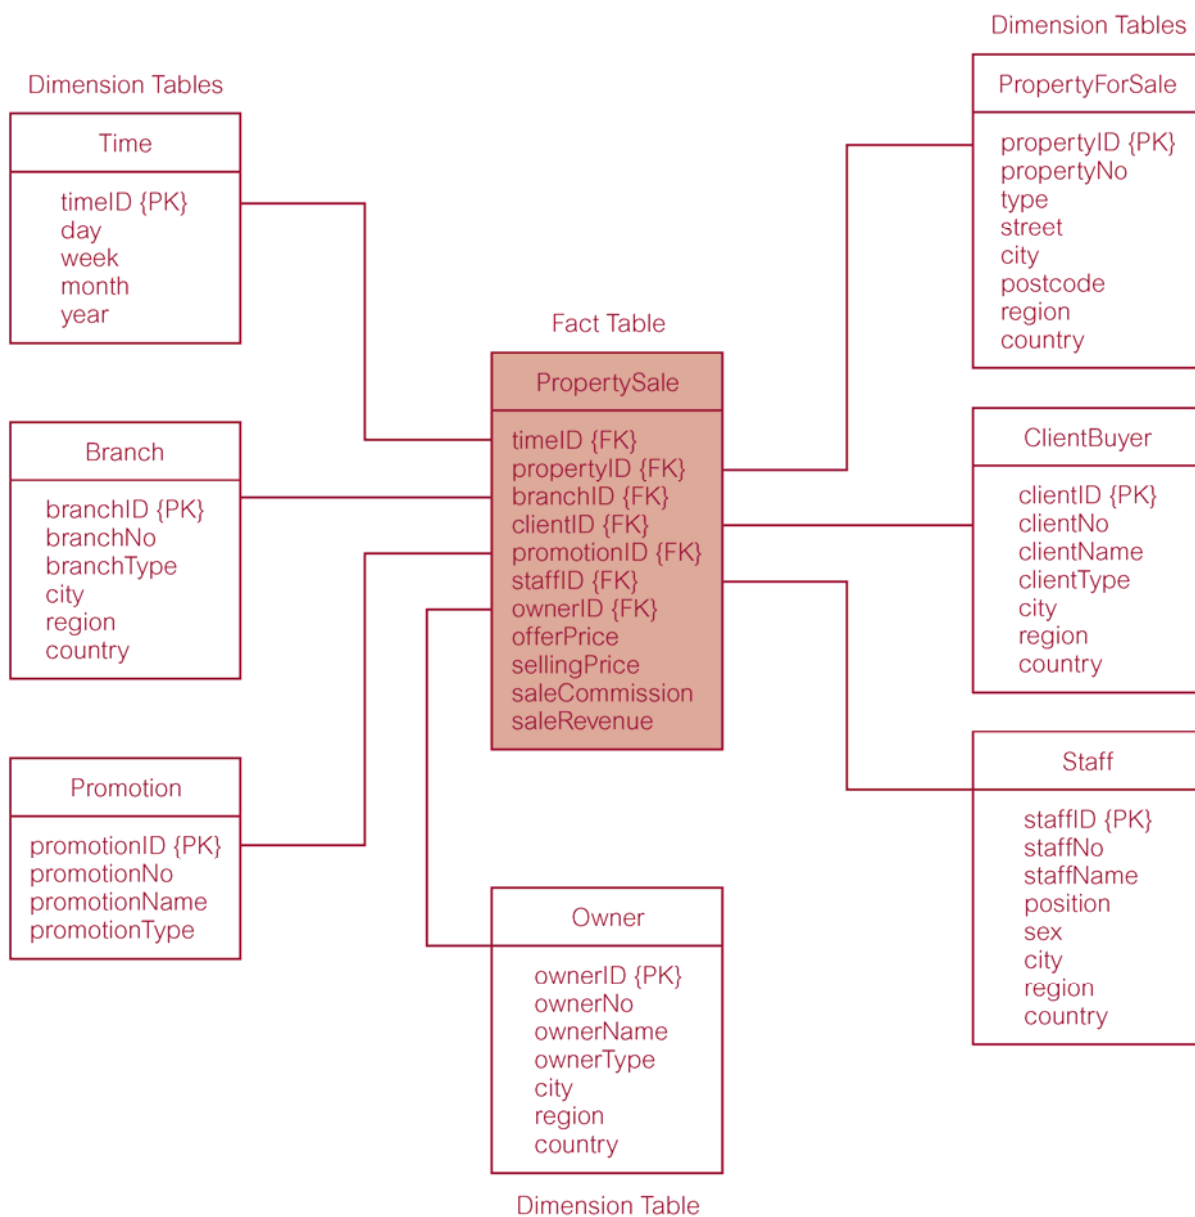 Dimension Tables
Time
timeID {PK}
day
week
month
year
Branch
branchID {PK}
branchNo
branchType
city
region
country
Promotion
promotionID {PK}
promotionNo
promotionName
promotionType
Fact Table
PropertySale
timeID {FK}
propertyID {FK}
branchID {FK}
clientID {FK}
promotionID {FK}
staffID {FK}
ownerID {FK}
offerPrice
sellingPrice
saleCommission
saleRevenue
Owner
ownerID {PK}
ownerNo
ownerName
ownerType
city
region
country
Dimension Table
Dimension Tables
PropertyForSale
propertyID {PK}
propertyNo
type
street
city
postcode
region
country
ClientBuyer
clientID {PK}
clientNo
clientName
clientType
city
region
country
Staff
staffID {PK}
staffNo
staffName
position
sex
city
region
country